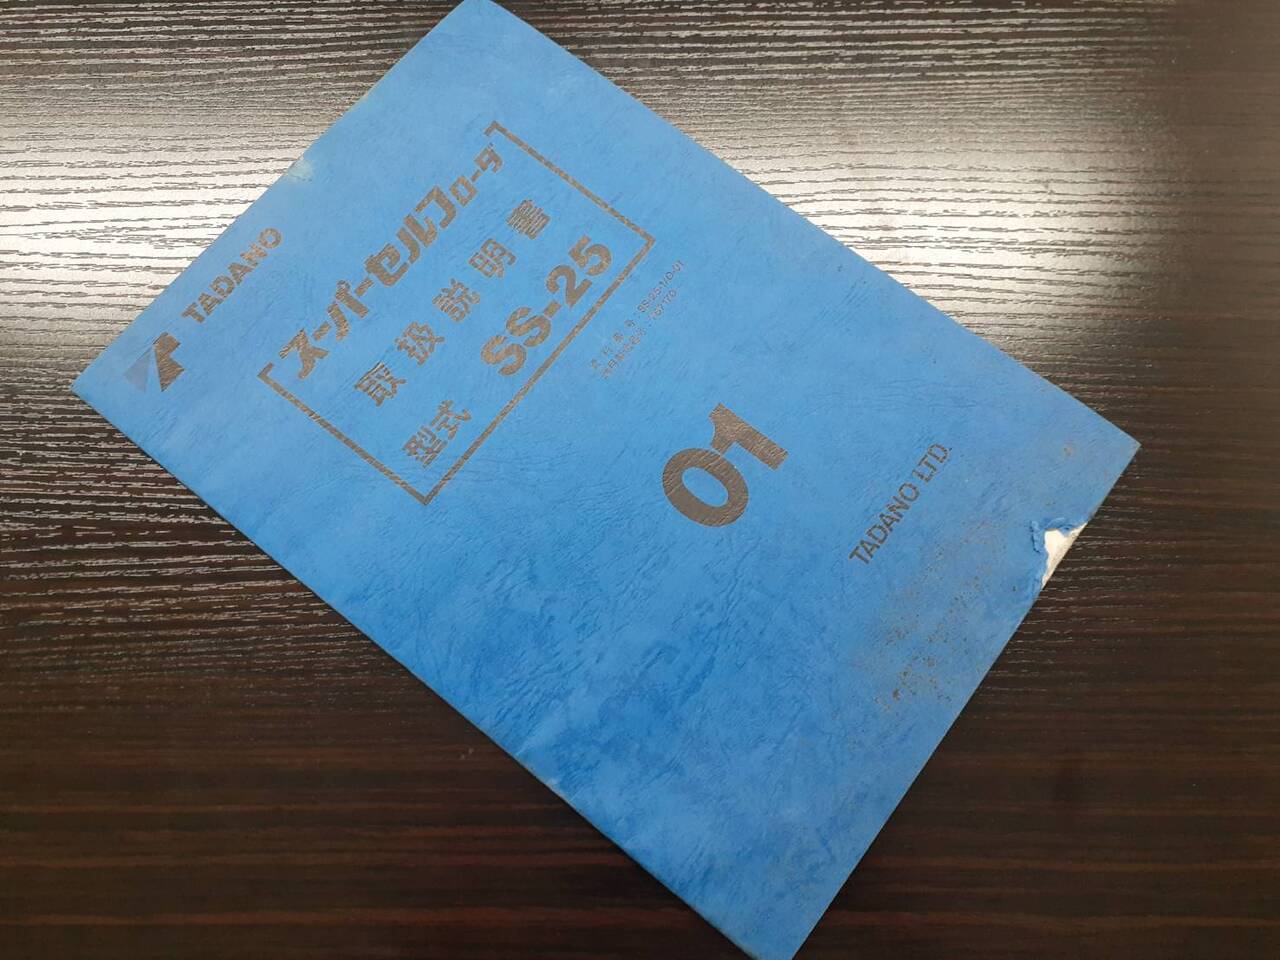 TADANO
スーパーセルフローダ
取扱説明書
型式 SS-25
01
TADANO LTD.